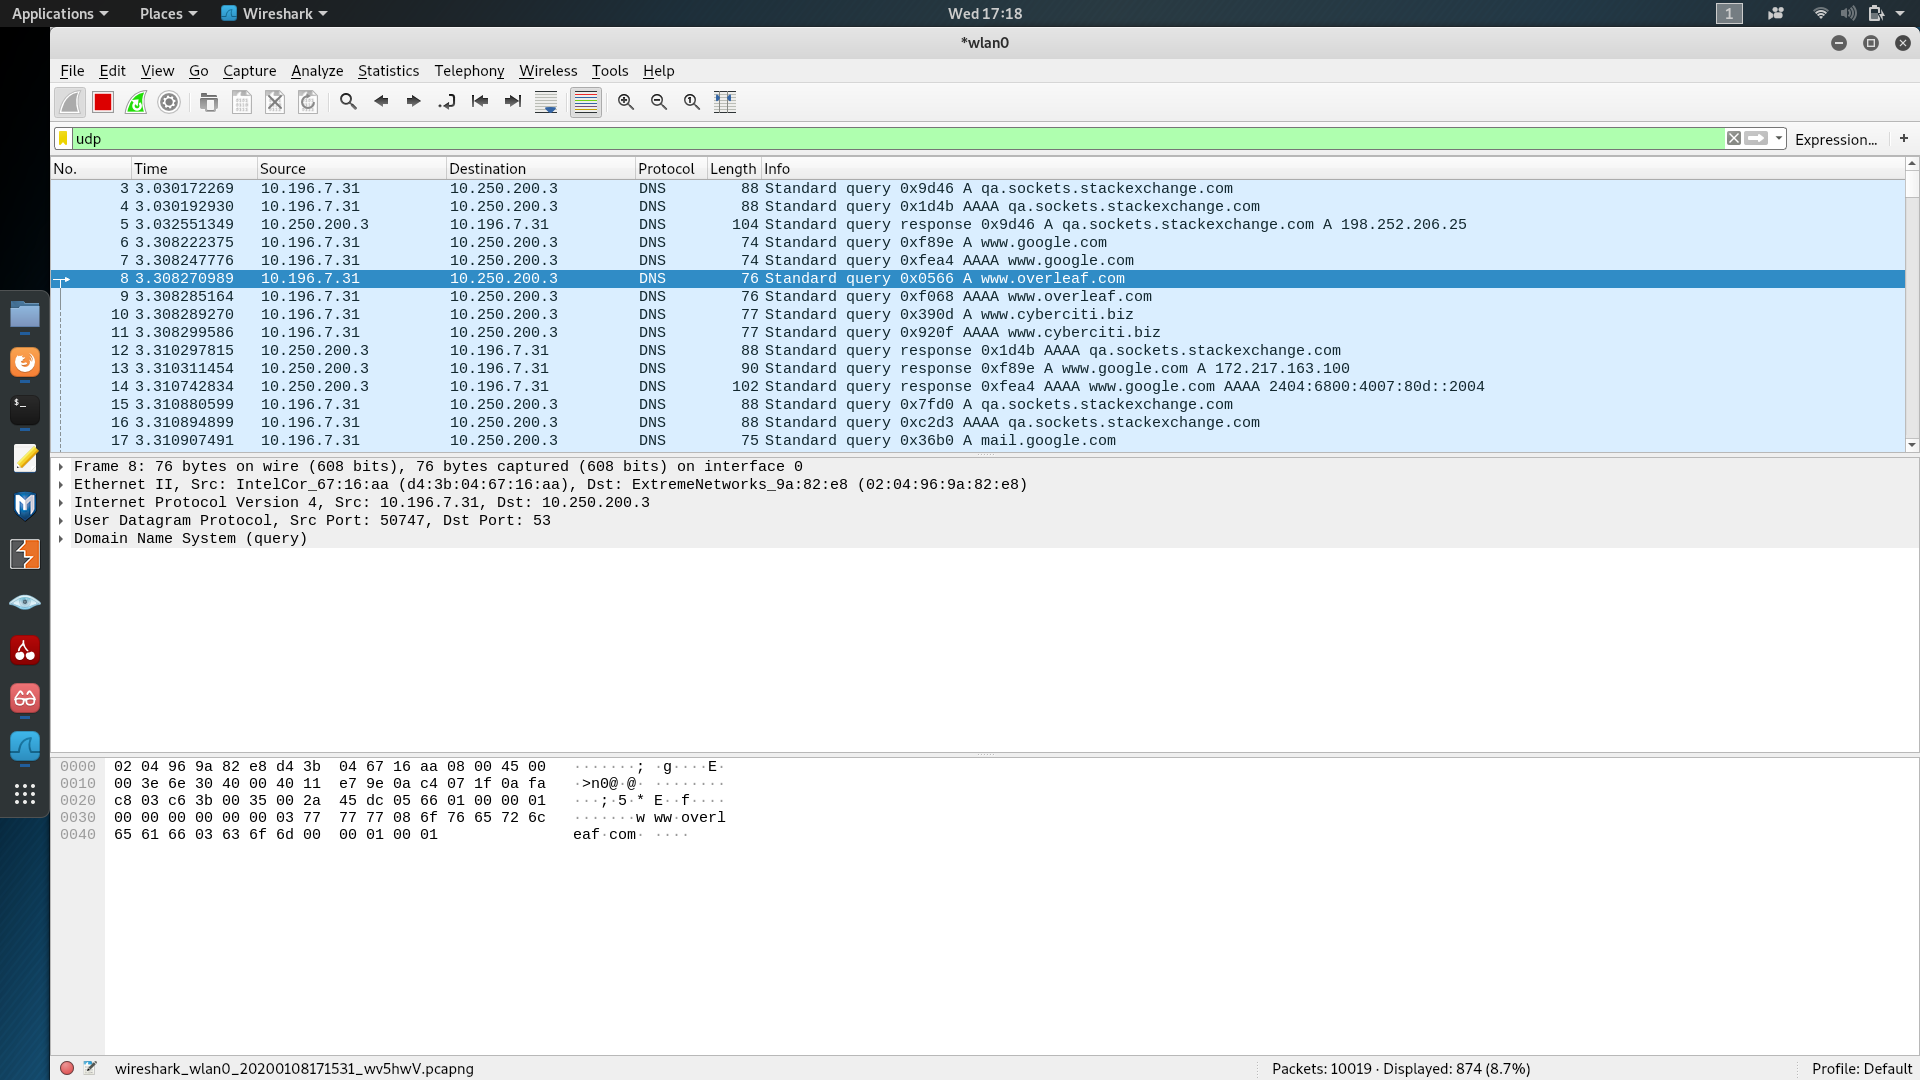 Applications Places Wireshark Wed 17:18 1
*wlan0
File Edit View Go Capture Analyze Statistics Telephony Wireless Tools Help
udp Expression... +
No. Time Source Destination Protocol Length Info
3 3.030172269 10.196.7.31 10.250.200.3 DNS 88 Standard query 0x9d46 A qa.sockets.stackexchange.com
4 3.030192930 10.196.7.31 10.250.200.3 DNS 88 Standard query 0x1d4b AAAA qa.sockets.stackexchange.com
5 3.032551349 10.250.200.3 10.196.7.31 DNS 104 Standard query response 0x9d46 A qa.sockets.stackexchange.com A 198.252.206.25
6 3.308222375 10.196.7.31 10.250.200.3 DNS 74 Standard query 0xf89e A www.google.com
7 3.308247776 10.196.7.31 10.250.200.3 DNS 74 Standard query 0xfea4 AAAA www.google.com
8 3.308270989 10.196.7.31 10.250.200.3 DNS 76 Standard query 0x0566 A www.overleaf.com
9 3.308285164 10.196.7.31 10.250.200.3 DNS 76 Standard query 0xf068 AAAA www.overleaf.com
10 3.308289270 10.196.7.31 10.250.200.3 DNS 77 Standard query 0x390d A www.cyberciti.biz
11 3.308299586 10.196.7.31 10.250.200.3 DNS 77 Standard query 0x920f AAAA www.cyberciti.biz
12 3.310297815 10.250.200.3 10.196.7.31 DNS 88 Standard query response 0x1d4b AAAA qa.sockets.stackexchange.com
13 3.310311454 10.250.200.3 10.196.7.31 DNS 90 Standard query response 0xf89e A www.google.com A 172.217.163.100
14 3.310742834 10.250.200.3 10.196.7.31 DNS 102 Standard query response 0xfea4 AAAA www.google.com AAAA 2404:6800:4007:80d::2004
15 3.310880599 10.196.7.31 10.250.200.3 DNS 88 Standard query 0x7fd0 A qa.sockets.stackexchange.com
16 3.310894899 10.196.7.31 10.250.200.3 DNS 88 Standard query 0xc2d3 AAAA qa.sockets.stackexchange.com
17 3.310907491 10.196.7.31 10.250.200.3 DNS 75 Standard query 0x36b0 A mail.google.com
Frame 8: 76 bytes on wire (608 bits), 76 bytes captured (608 bits) on interface 0
Ethernet II, Src: IntelCor_67:16:aa (d4:3b:04:67:16:aa), Dst: ExtremeNetworks_9a:82:e8 (02:04:96:9a:82:e8)
Internet Protocol Version 4, Src: 10.196.7.31, Dst: 10.250.200.3
User Datagram Protocol, Src Port: 50747, Dst Port: 53
Domain Name System (query)
0000 02 04 96 9a 82 e8 d4 3b 04 67 16 aa 08 00 45 00 ·······; ·g····E·
0010 00 3e 6e 30 40 00 40 11 e7 9e 0a c4 07 1f 0a fa ·>n0@·@· ········
0020 c8 03 c6 3b 00 35 00 2a 45 dc 05 66 01 00 00 01 ···;·5·* E··f····
0030 00 00 00 00 00 00 03 77 77 77 08 6f 76 65 72 6c ·······w ww·overl
0040 65 61 66 03 63 6f 6d 00 00 01 00 01 eaf·com· ····
wireshark_wlan0_20200108171531_wv5hwV.pcapng Packets: 10019 · Displayed: 874 (8.7%) Profile: Default